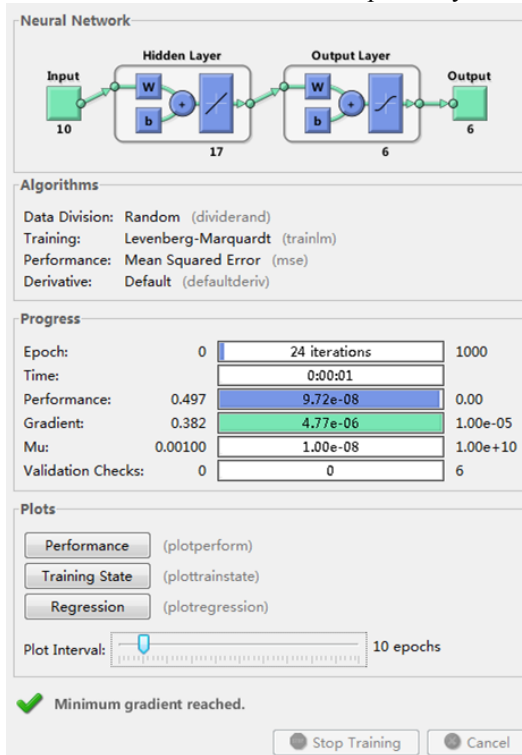 Neural Network
Hidden Layer Output Layer
Input Output
W W
+ +
b b
10 6
17 6
Algorithms
Data Division: Random (dividerand)
Training: Levenberg-Marquardt (trainlm)
Performance: Mean Squared Error (mse)
Derivative: Default (defaultderiv)
Progress
Epoch: 0 24 iterations 1000
Time: 0:00:01
Performance: 0.497 9.72e-08 0.00
Gradient: 0.382 4.77e-06 1.00e-05
Mu: 0.00100 1.00e-08 1.00e+10
Validation Checks: 0 0 6
Plots
Performance (plotperform)
Training State (plottrainstate)
Regression (plotregression)
Plot Interval: 10 epochs
Minimum gradient reached.
Stop Training Cancel